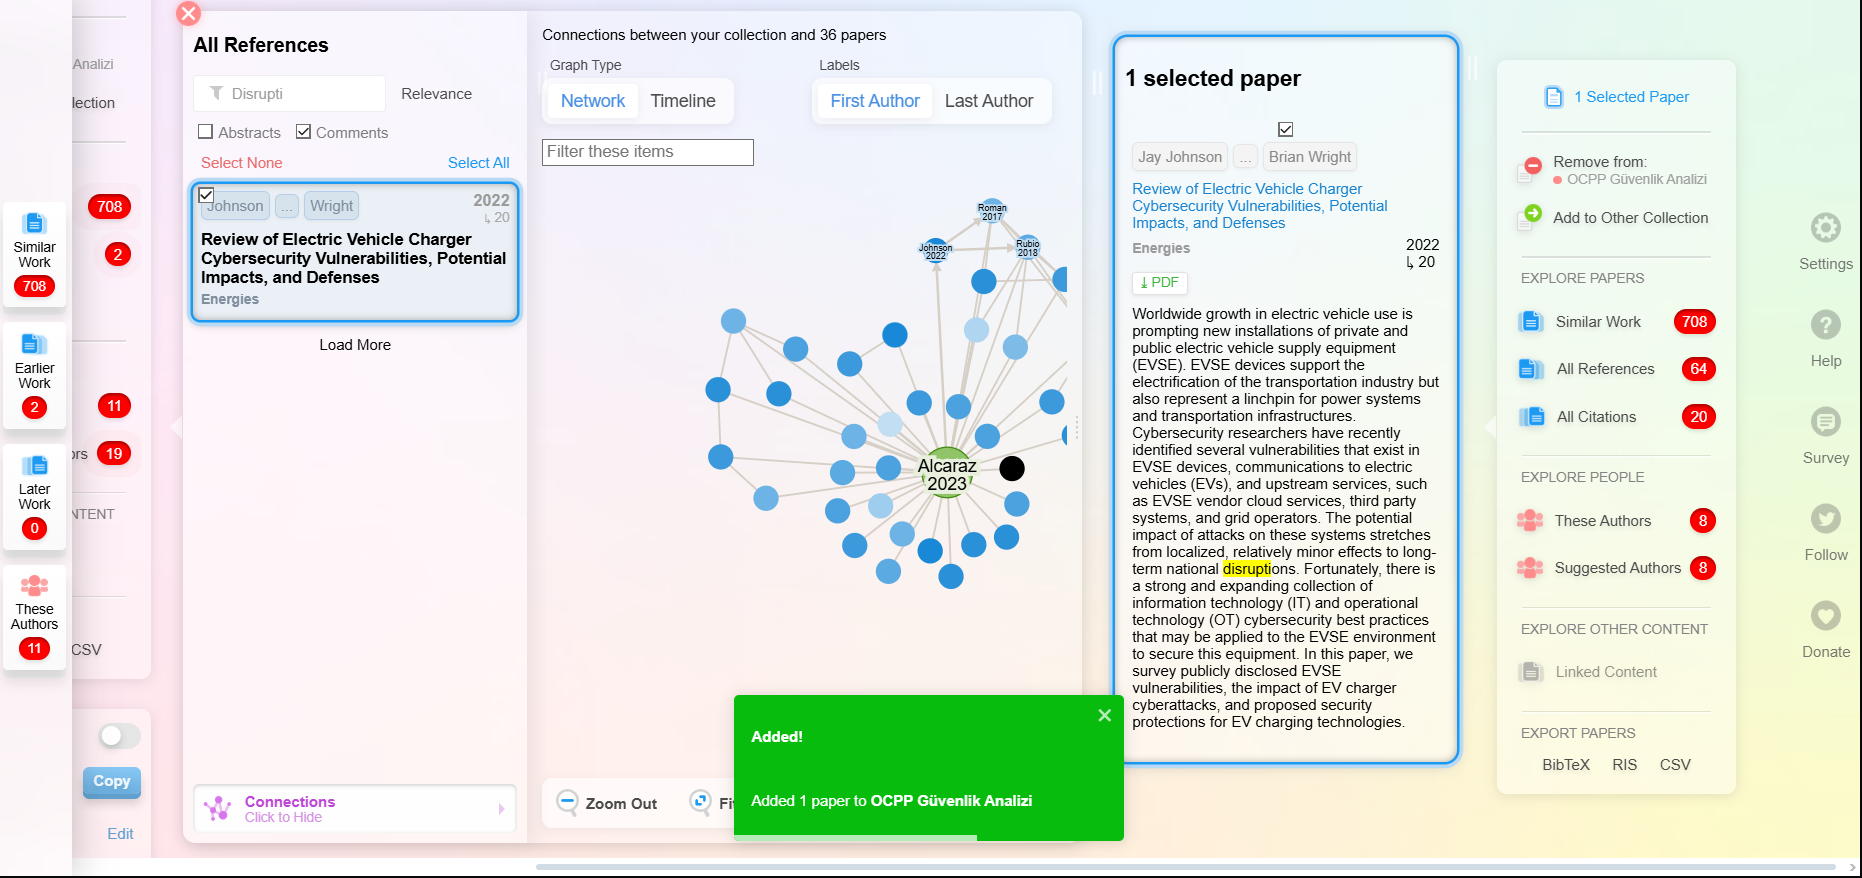 Analizi
lection
708
2
11
ors
19
NTENT
CSV
Copy
Edit
Similar
Work
708
Earlier
Work
2
Later
Work
0
These
Authors
11
All References
Disrupti
Relevance
Abstracts
Comments
Select None
Select All
Johnson
...
Wright
2022
↳ 20
Review of Electric Vehicle Charger
Cybersecurity Vulnerabilities, Potential
Impacts, and Defenses
Energies
Load More
Connections
Click to Hide
Connections between your collection and 36 papers
Graph Type
Labels
Network
Timeline
First Author
Last Author
Filter these items
Roman
2017
Johnson
2022
Rubio
2018
Alcaraz
2023
Zoom Out
Fi
Added!
Added 1 paper to OCPP Güvenlik Analizi
1 selected paper
Jay Johnson
...
Brian Wright
Review of Electric Vehicle Charger
Cybersecurity Vulnerabilities, Potential
Impacts, and Defenses
Energies
2022
↳ 20
PDF
Worldwide growth in electric vehicle use is
prompting new installations of private and
public electric vehicle supply equipment
(EVSE). EVSE devices support the
electrification of the transportation industry but
also represent a linchpin for power systems
and transportation infrastructures.
Cybersecurity researchers have recently
identified several vulnerabilities that exist in
EVSE devices, communications to electric
vehicles (EVs), and upstream services, such
as EVSE vendor cloud services, third party
systems, and grid operators. The potential
impact of attacks on these systems stretches
from localized, relatively minor effects to long-
term national disruptions. Fortunately, there is
a strong and expanding collection of
information technology (IT) and operational
technology (OT) cybersecurity best practices
that may be applied to the EVSE environment
to secure this equipment. In this paper, we
survey publicly disclosed EVSE
vulnerabilities, the impact of EV charger
cyberattacks, and proposed security
protections for EV charging technologies.
1 Selected Paper
Remove from:
OCPP Güvenlik Analizi
Add to Other Collection
EXPLORE PAPERS
Similar Work
708
All References
64
All Citations
20
EXPLORE PEOPLE
These Authors
8
Suggested Authors
8
EXPLORE OTHER CONTENT
Linked Content
EXPORT PAPERS
BibTeX
RIS
CSV
Settings
Help
Survey
Follow
Donate